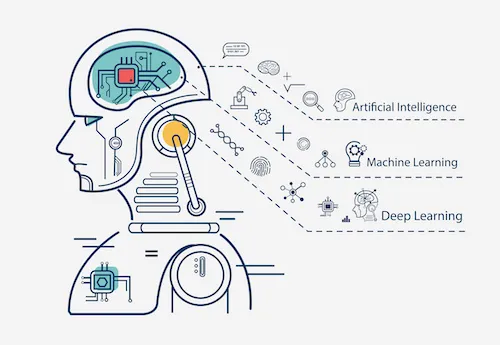 Artificial Intelligence
Machine Learning
Deep Learning